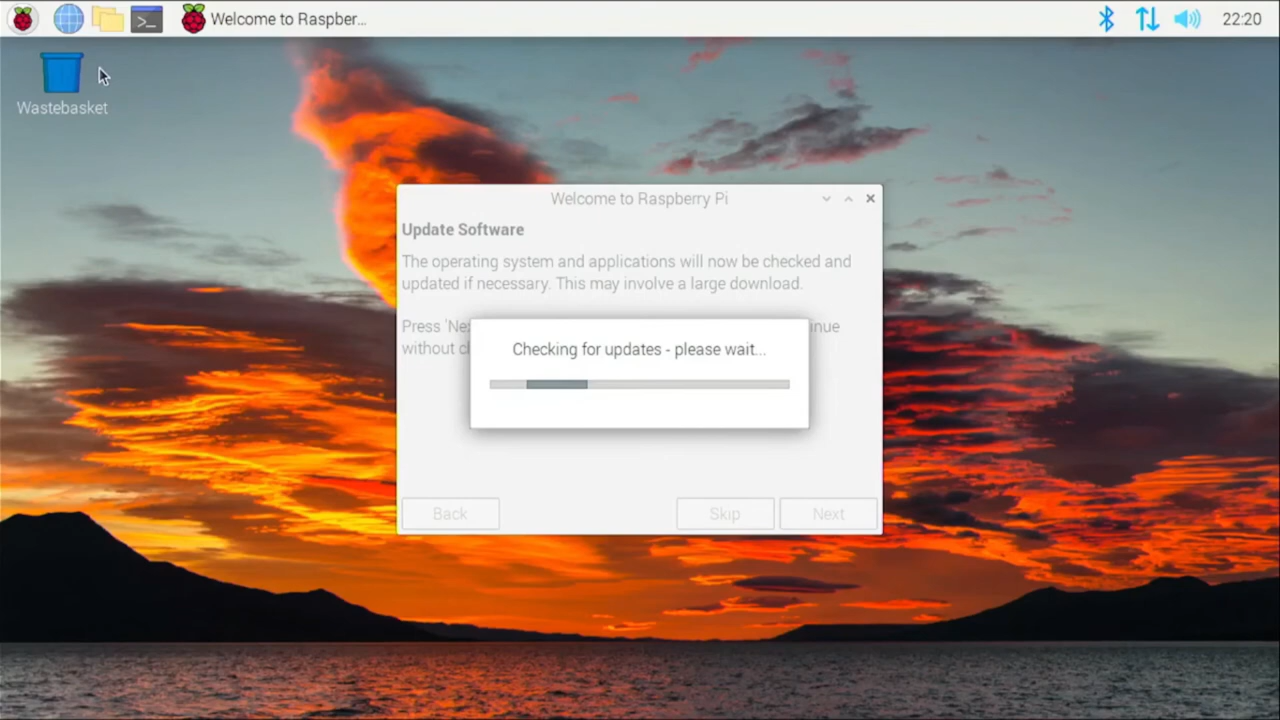 Welcome to Raspber...
22:20
Wastebasket
Welcome to Raspberry Pi
Update Software
The operating system and applications will now be checked and
updated if necessary. This may involve a large download.
Press 'Ne
inue
without c
Checking for updates - please wait...
Back
Skip
Next